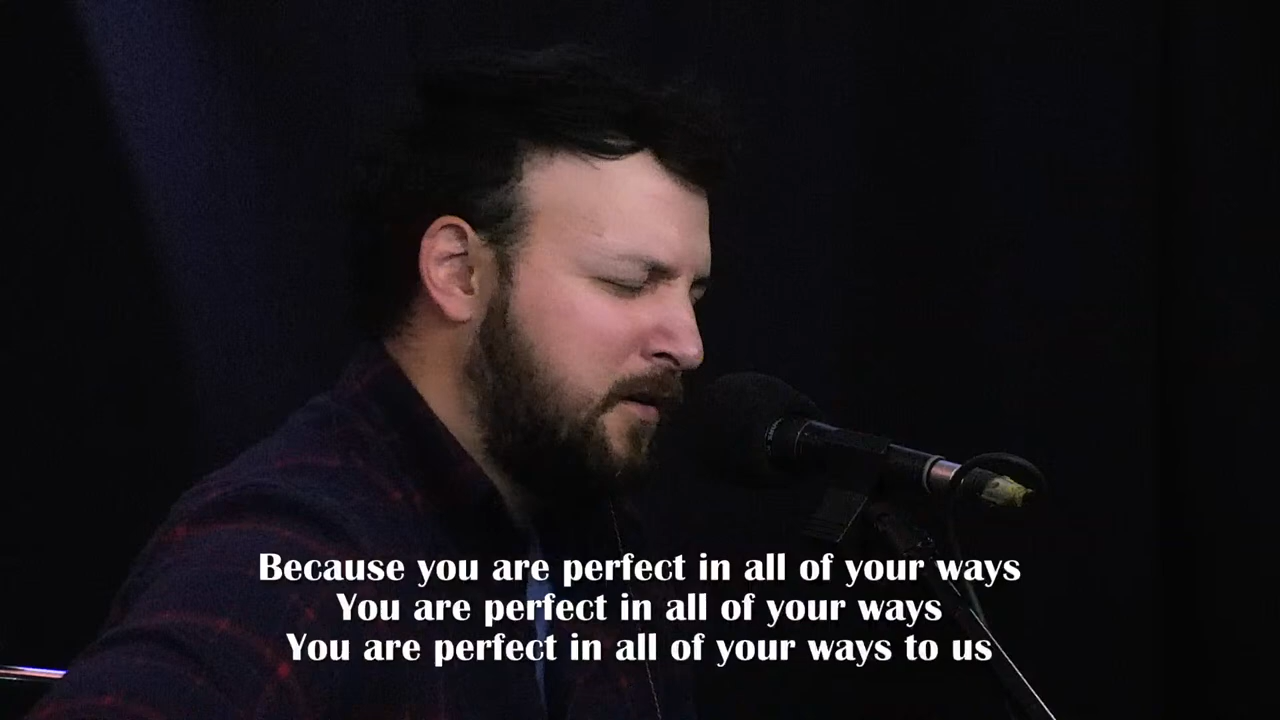 Because you are perfect in all of your ways
You are perfect in all of your ways
You are perfect in all of your ways to us